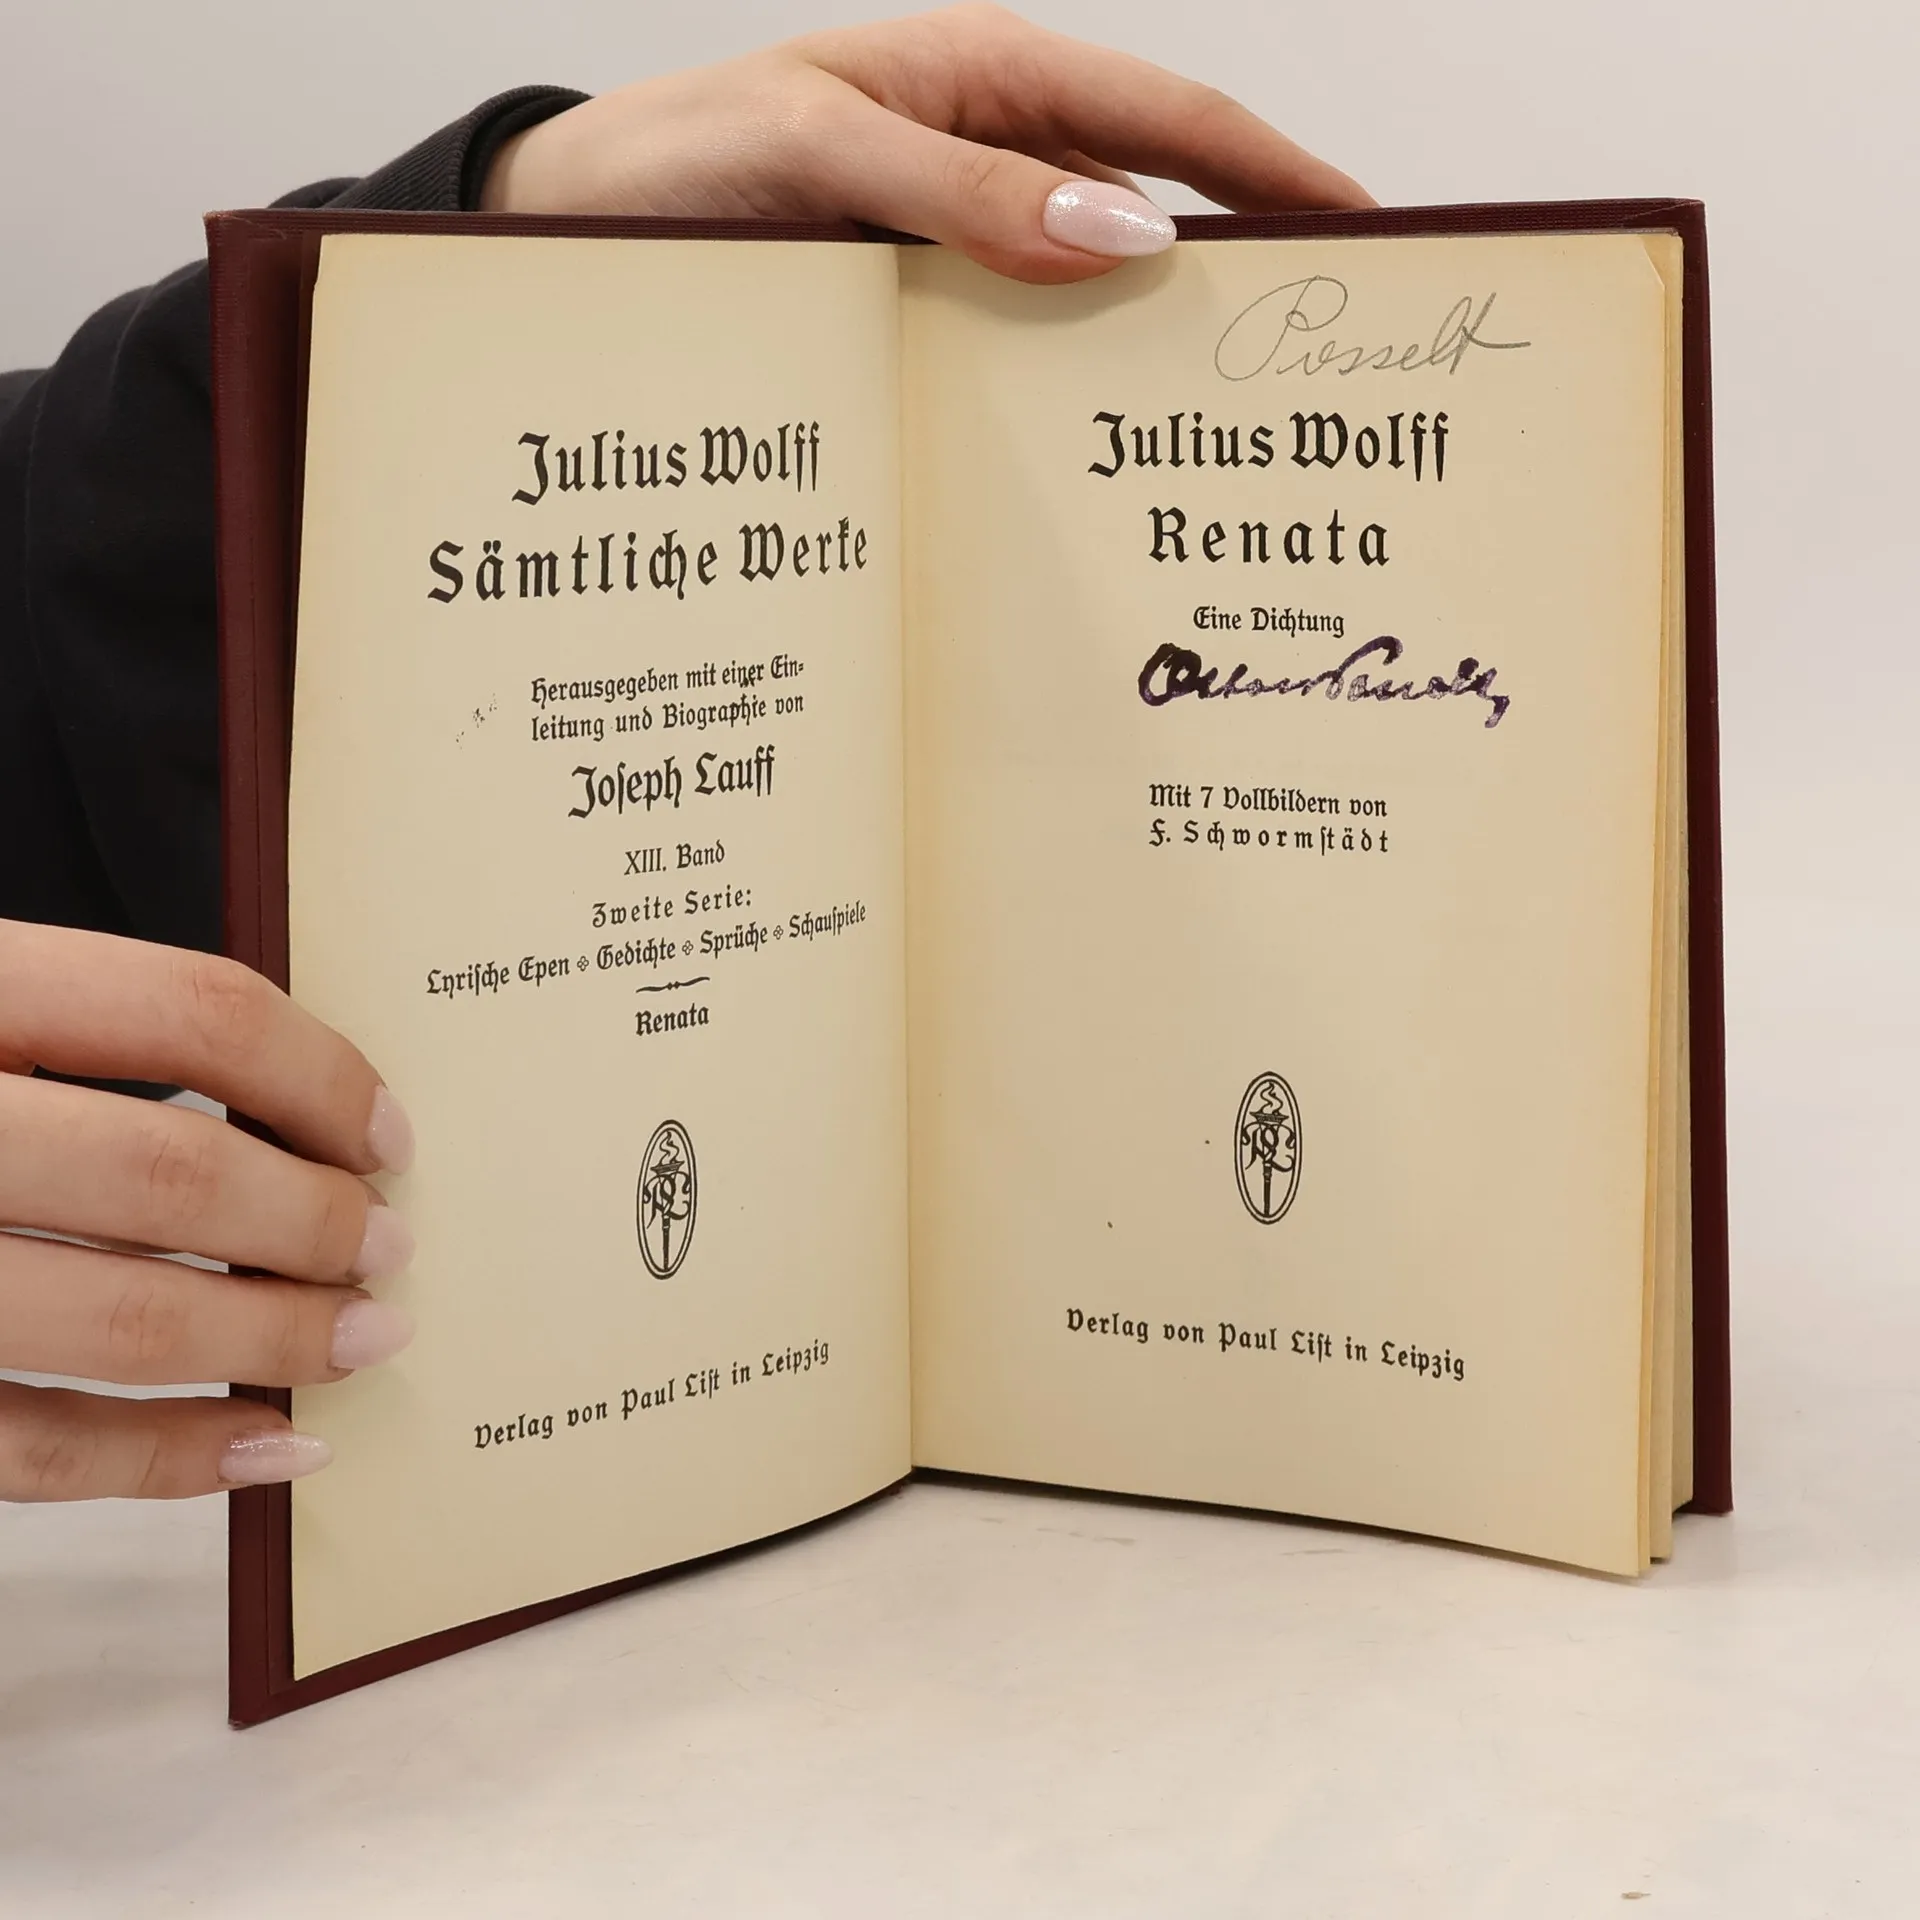 Julius Wolff
Sämtliche Werke
Herausgegeben mit einer Ein=
leitung und Biographie von
Joseph Lauff
XIII. Band
Zweite Serie:
Lyrische Epen Gedichte Sprüche Schauspiele
Renata
Verlag von Paul List in Leipzig
Posselt
Julius Wolff
Renata
Eine Dichtung
Mit 7 Vollbildern von
F. Schwormstädt
Verlag von Paul List in Leipzig